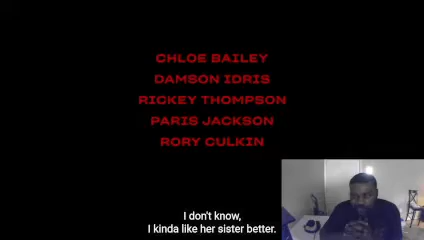 CHLOE BAILEY
DAMSON IDRIS
RICKEY THOMPSON
PARIS JACKSON
RORY CULKIN
I don't know,
I kinda like her sister better.